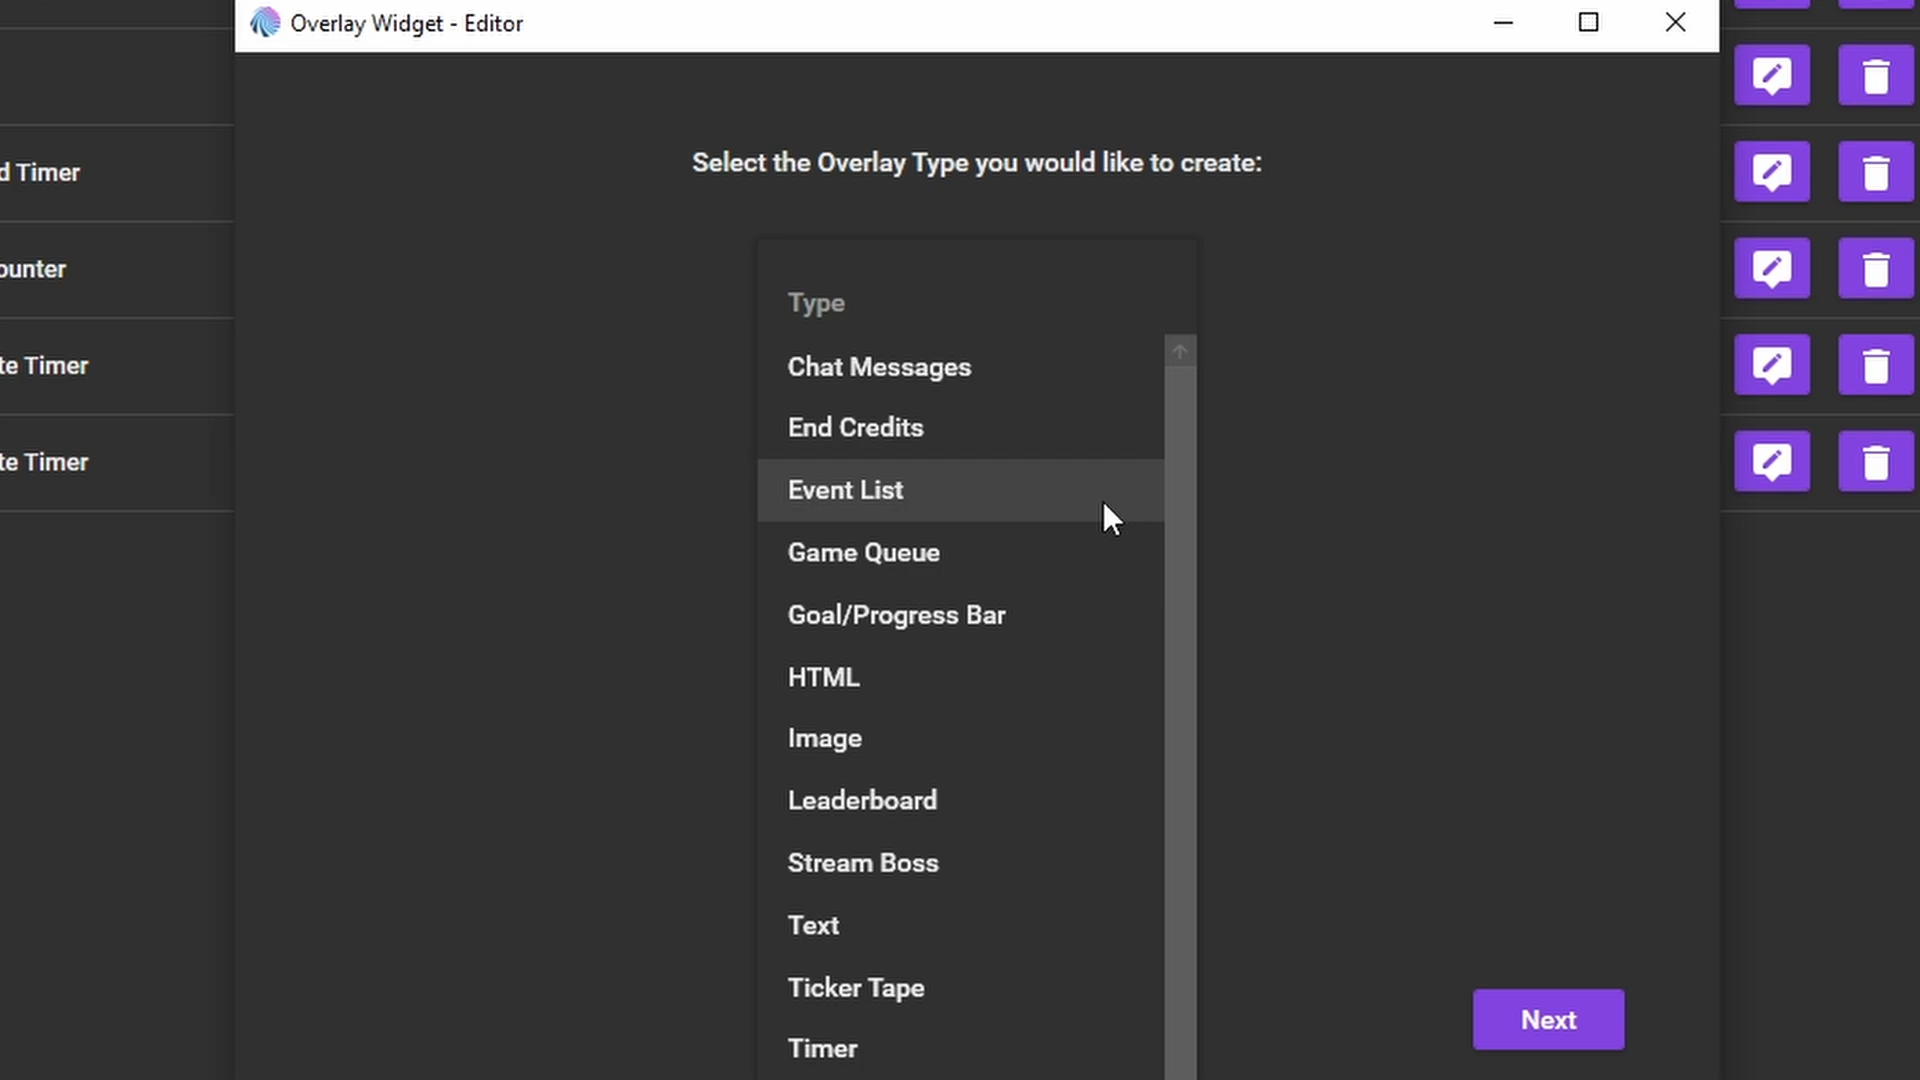 Overlay Widget - Editor
Select the Overlay Type you would like to create:
d Timer
ounter
te Timer
te Timer
Type
Chat Messages
End Credits
Event List
Game Queue
Goal/Progress Bar
HTML
Image
Leaderboard
Stream Boss
Text
Ticker Tape
Timer
Next